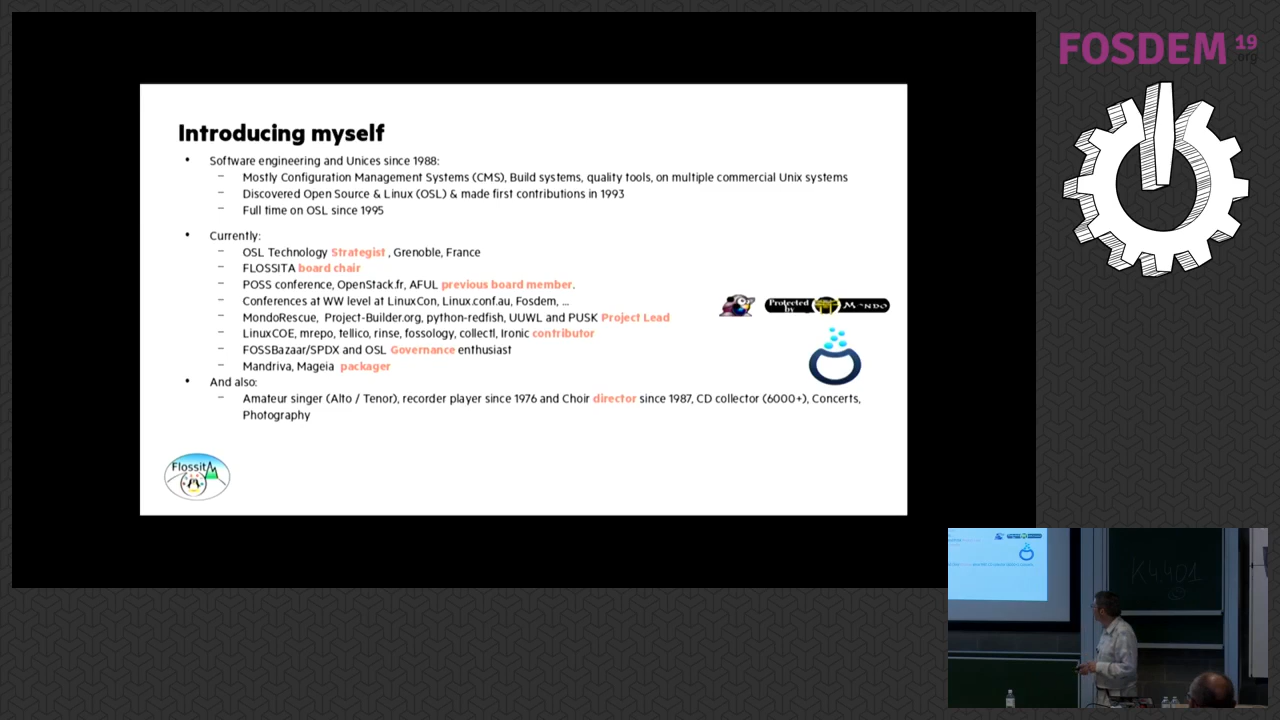 FOSDEM 19
.org
Introducing myself
• Software engineering and Unices since 1988:
– Mostly Configuration Management Systems (CMS), Build systems, quality tools, on multiple commercial Unix systems
– Discovered Open Source & Linux (OSL) & made first contributions in 1993
– Full time on OSL since 1995
• Currently:
– OSL Technology Strategist , Grenoble, France
– FLOSSITA board chair
– POSS conference, OpenStack.fr, AFUL previous board member.
– Conferences at WW level at LinuxCon, Linux.conf.au, Fosdem, ...
– MondoRescue, Project-Builder.org, python-redfish, UUWL and PUSK Project Lead
– LinuxCOE, mrepo, tellico, rinse, fossology, collectl, Ironic contributor
– FOSSBazaar/SPDX and OSL Governance enthusiast
– Mandriva, Mageia packager
• And also:
– Amateur singer (Alto / Tenor), recorder player since 1976 and Choir director since 1987, CD collector (6000+), Concerts,
Photography
Protected by Mondo
Flossita
K4.401